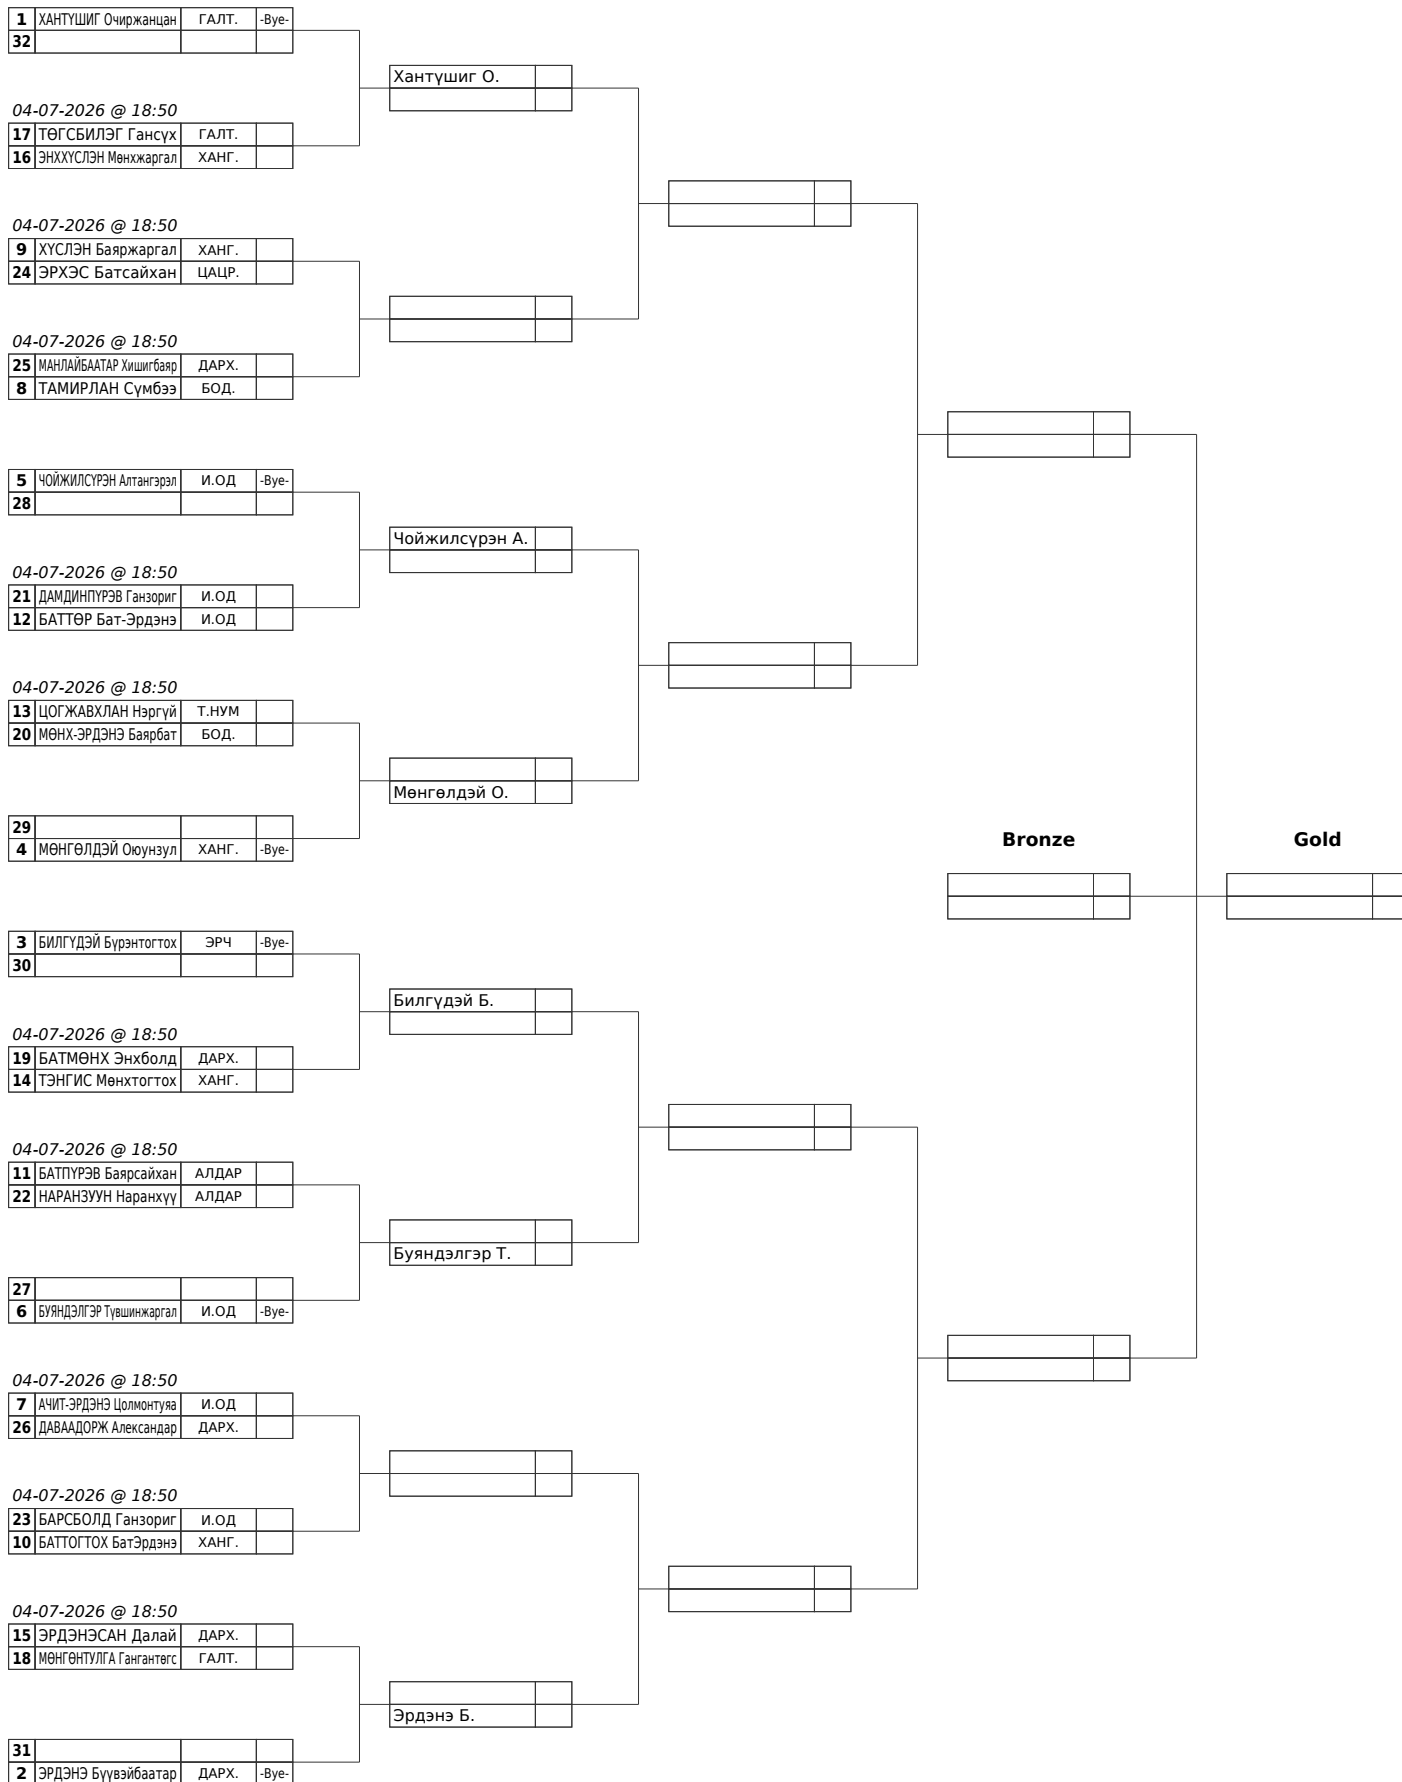 1 ХАНТҮШИГ Очиржанцан ГАЛТ. -Bye-
32
Хантүшиг О.
04-07-2026 @ 18:50
17 ТӨГСБИЛЭГ Гансүх ГАЛТ.
16 ЭНХХҮСЛЭН Мөнхжаргал ХАНГ.
04-07-2026 @ 18:50
9 ХҮСЛЭН Баяржаргал ХАНГ.
24 ЭРХЭС Батсайхан ЦАЦР.
04-07-2026 @ 18:50
25 МАНЛАЙБААТАР Хишигбаяр ДАРХ.
8 ТАМИРЛАН Сүмбээ БОД.
5 ЧОЙЖИЛСҮРЭН Алтангэрэл И.ОД -Bye-
28
Чойжилсүрэн А.
04-07-2026 @ 18:50
21 ДАМДИНПҮРЭВ Ганзориг И.ОД
12 БАТТӨР Бат-Эрдэнэ И.ОД
04-07-2026 @ 18:50
13 ЦОГЖАВХЛАН Нэргүй Т.НУМ
20 МӨНХ-ЭРДЭНЭ Баярбат БОД.
Мөнгөлдэй О.
29
4 МӨНГӨЛДЭЙ Оюунзул ХАНГ. -Bye-
Bronze Gold
3 БИЛГҮДЭЙ Бүрэнтогтох ЭРЧ -Bye-
30
Билгүдэй Б.
04-07-2026 @ 18:50
19 БАТМӨНХ Энхболд ДАРХ.
14 ТЭНГИС Мөнхтогтох ХАНГ.
04-07-2026 @ 18:50
11 БАТПҮРЭВ Баярсайхан АЛДАР
22 НАРАНЗУУН Наранхүү АЛДАР
Буяндэлгэр Т.
27
6 БУЯНДЭЛГЭР Түвшинжаргал И.ОД -Bye-
04-07-2026 @ 18:50
7 АЧИТ-ЭРДЭНЭ Цолмонтуяа И.ОД
26 ДАВААДОРЖ Александар ДАРХ.
04-07-2026 @ 18:50
23 БАРСБОЛД Ганзориг И.ОД
10 БАТТОГТОХ БатЭрдэнэ ХАНГ.
04-07-2026 @ 18:50
15 ЭРДЭНЭСАН Далай ДАРХ.
18 МӨНГӨНТУЛГА Гангантөгс ГАЛТ.
Эрдэнэ Б.
31
2 ЭРДЭНЭ Бүүвэйбаатар ДАРХ. -Bye-